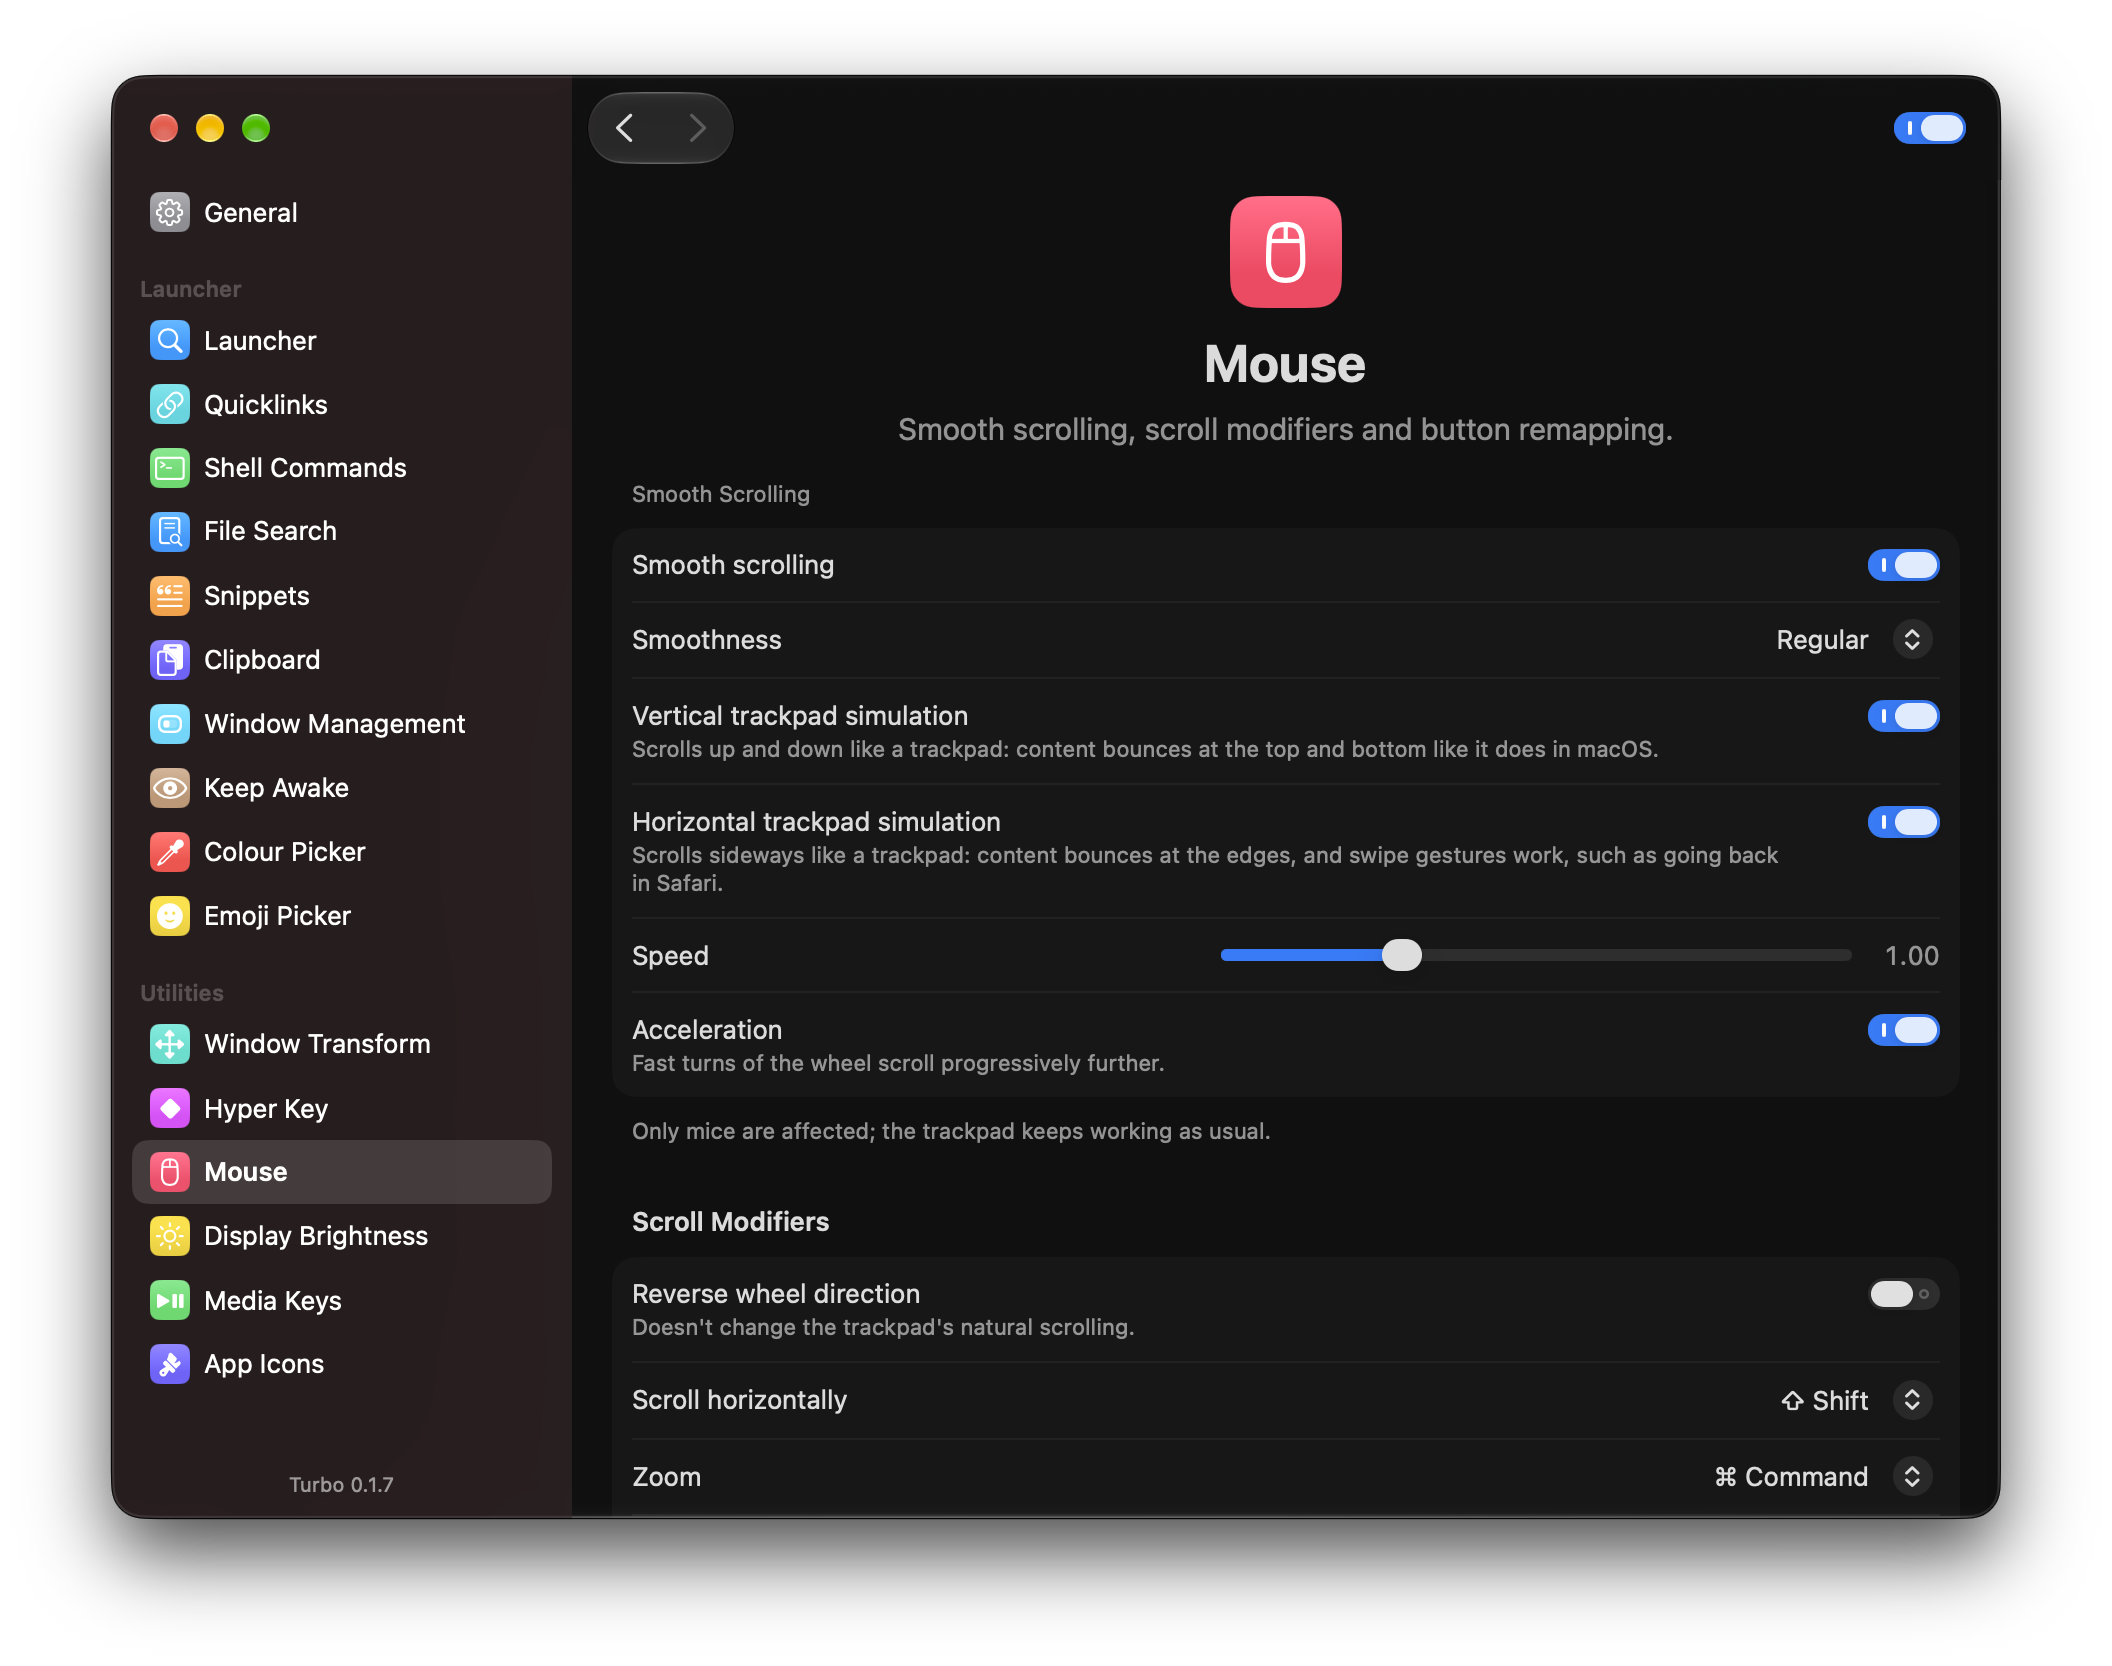 General
Launcher
Launcher
Quicklinks
Shell Commands
File Search
Snippets
Clipboard
Window Management
Keep Awake
Colour Picker
Emoji Picker
Utilities
Window Transform
Hyper Key
Mouse
Display Brightness
Media Keys
App Icons
Turbo 0.1.7
Mouse
Smooth scrolling, scroll modifiers and button remapping.
Smooth Scrolling
Smooth scrolling
Smoothness Regular
Vertical trackpad simulation
Scrolls up and down like a trackpad: content bounces at the top and bottom like it does in macOS.
Horizontal trackpad simulation
Scrolls sideways like a trackpad: content bounces at the edges, and swipe gestures work, such as going back
in Safari.
Speed 1.00
Acceleration
Fast turns of the wheel scroll progressively further.
Only mice are affected; the trackpad keeps working as usual.
Scroll Modifiers
Reverse wheel direction
Doesn't change the trackpad's natural scrolling.
Scroll horizontally ⇧ Shift
Zoom ⌘ Command